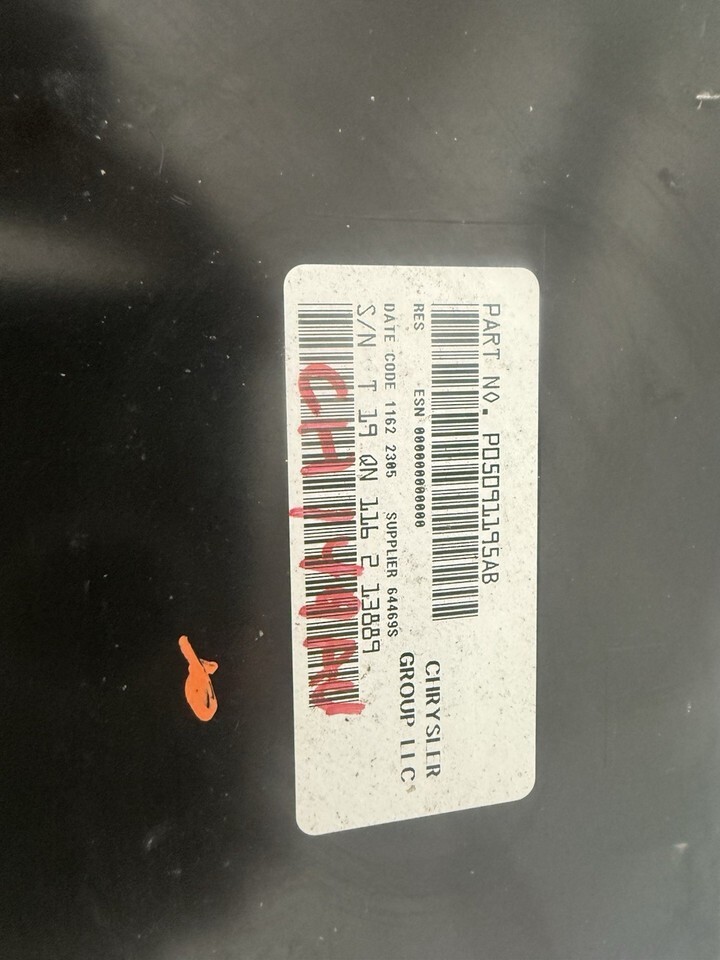 PART NO. P05091195AB
RES ESN 000000000000
DATE CODE 1162 2305 SUPPLIER 64469S
S/N T 19 QN 116 2 13889
CHRYSLER
GROUP LLC